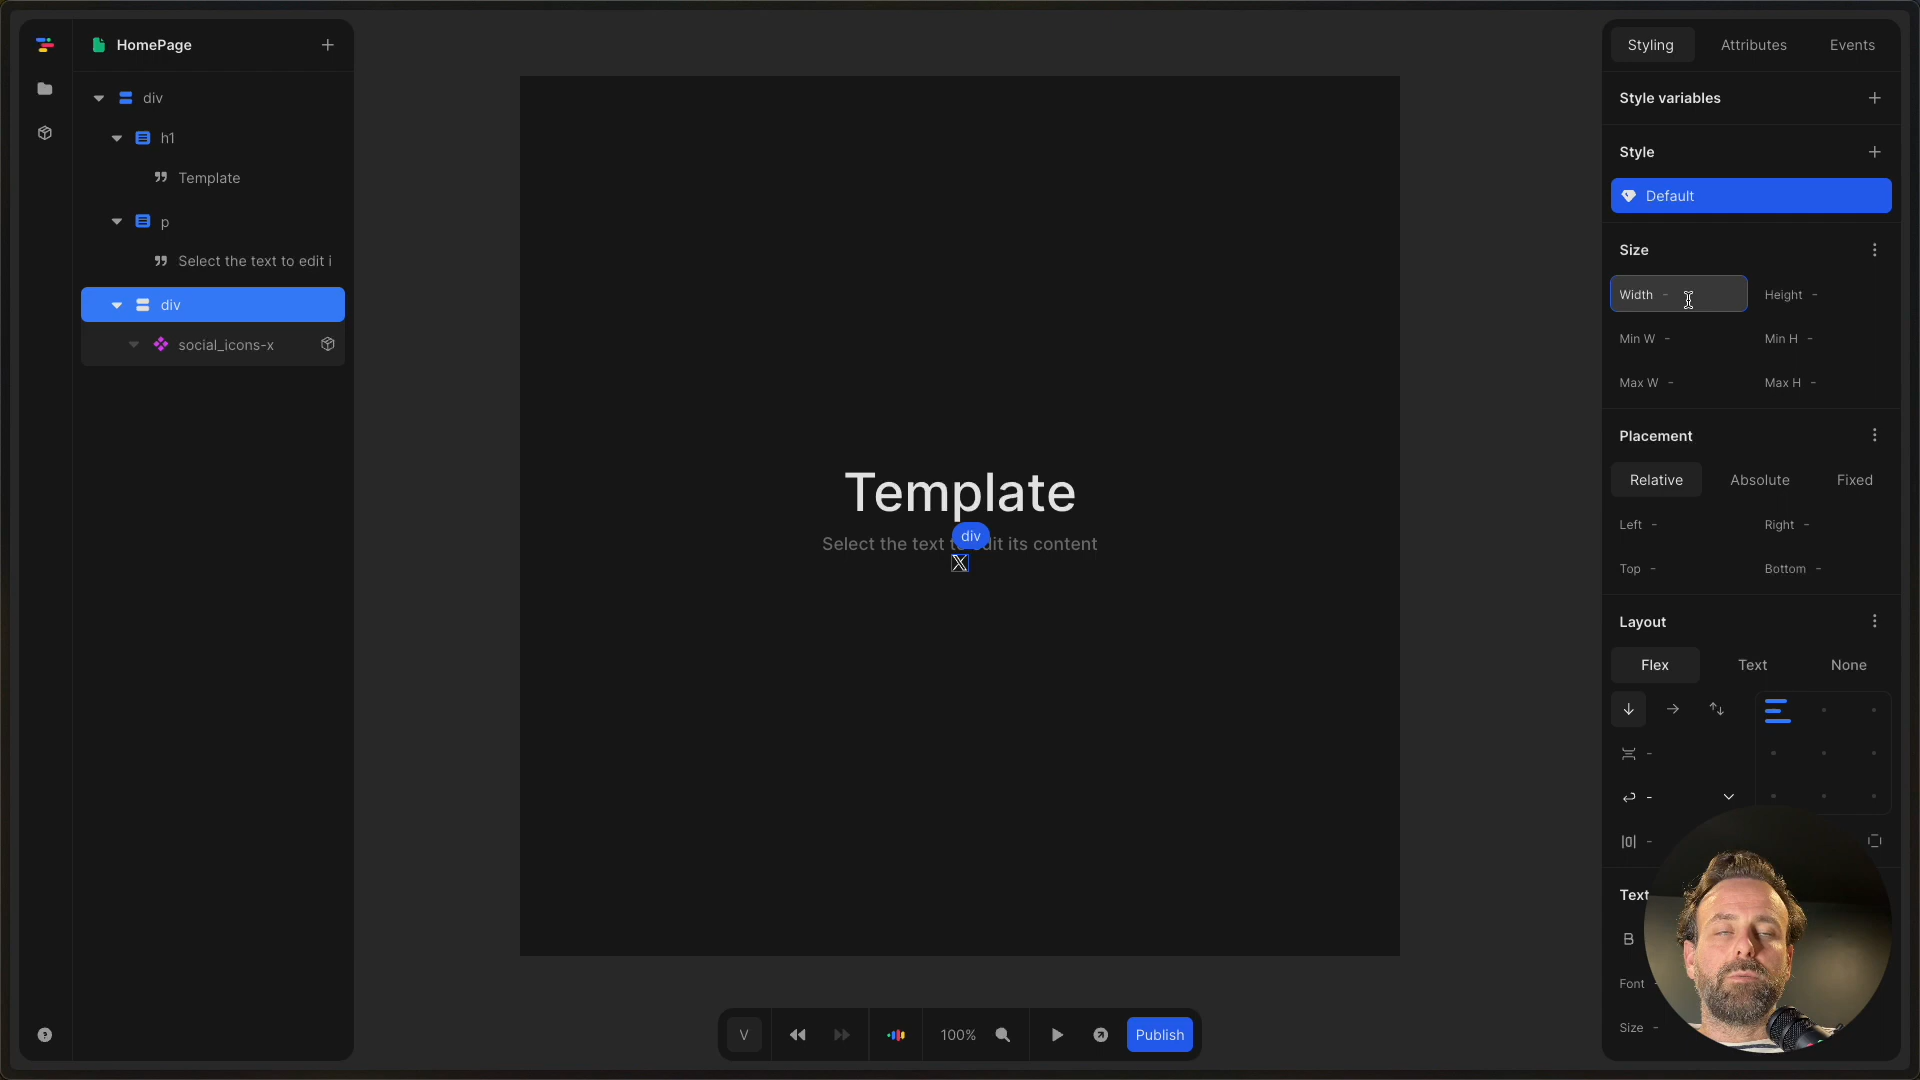 HomePage
div
h1
Template
p
Select the text to edit i
div
social_icons-x
Template
div
Select the text to edit its content
X
V
100%
Publish
Styling Attributes Events
Style variables
Style
Default
Size
Width - Height -
Min W - Min H -
Max W - Max H -
Placement
Relative Absolute Fixed
Left - Right -
Top - Bottom -
Layout
Flex Text None
-
-
-
Text
B
Font
Size -